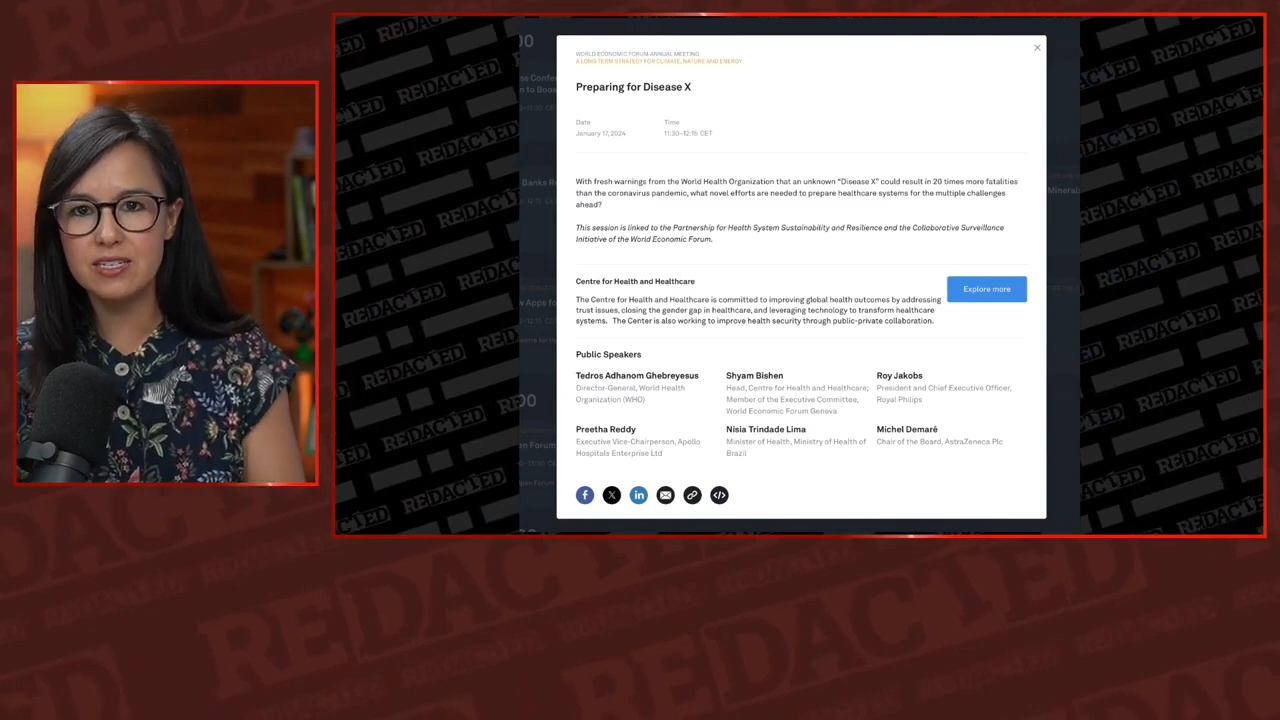 WORLD ECONOMIC FORUM ANNUAL MEETING
A LONG-TERM STRATEGY FOR CLIMATE, NATURE AND ENERGY
Preparing for Disease X
Date
Time
January 17, 2024
11:30–12:15 CET
With fresh warnings from the World Health Organization that an unknown “Disease X” could result in 20 times more fatalities
than the coronavirus pandemic, what novel efforts are needed to prepare healthcare systems for the multiple challenges
ahead?
This session is linked to the Partnership for Health System Sustainability and Resilience and the Collaborative Surveillance
Initiative of the World Economic Forum.
Centre for Health and Healthcare
Explore more
The Centre for Health and Healthcare is committed to improving global health outcomes by addressing
trust issues, closing the gender gap in healthcare, and leveraging technology to transform healthcare
systems. The Center is also working to improve health security through public-private collaboration.
Public Speakers
Tedros Adhanom Ghebreyesus
Director-General, World Health
Organization (WHO)
Shyam Bishen
Head, Centre for Health and Healthcare;
Member of the Executive Committee,
World Economic Forum Geneva
Roy Jakobs
President and Chief Executive Officer,
Royal Philips
Preetha Reddy
Executive Vice-Chairperson, Apollo
Hospitals Enterprise Ltd
Nisia Trindade Lima
Minister of Health, Ministry of Health of
Brazil
Michel Demaré
Chair of the Board, AstraZeneca Plc
REDACTED